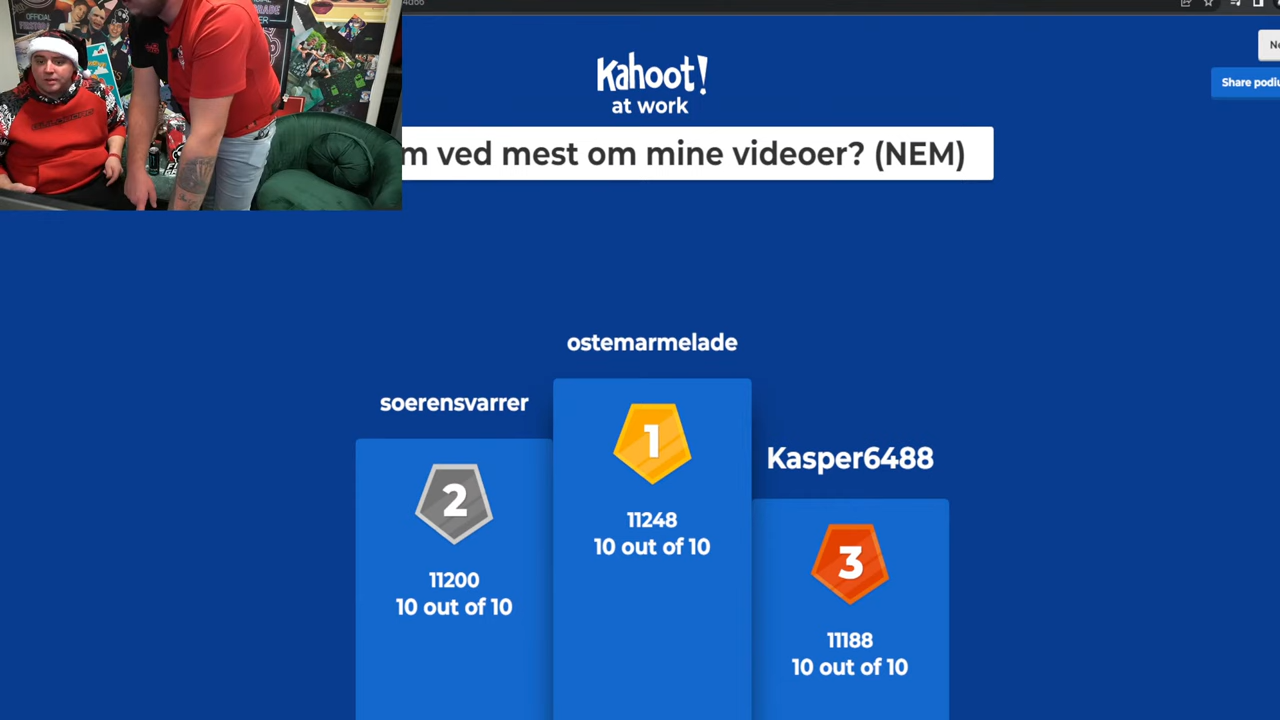 Kahoot!
at work
m ved mest om mine videoer? (NEM)
Share podiu
ostemarmelade
soerensvarrer
Kasper6488
1
11248
10 out of 10
2
11200
10 out of 10
3
11188
10 out of 10
OFFICIAL